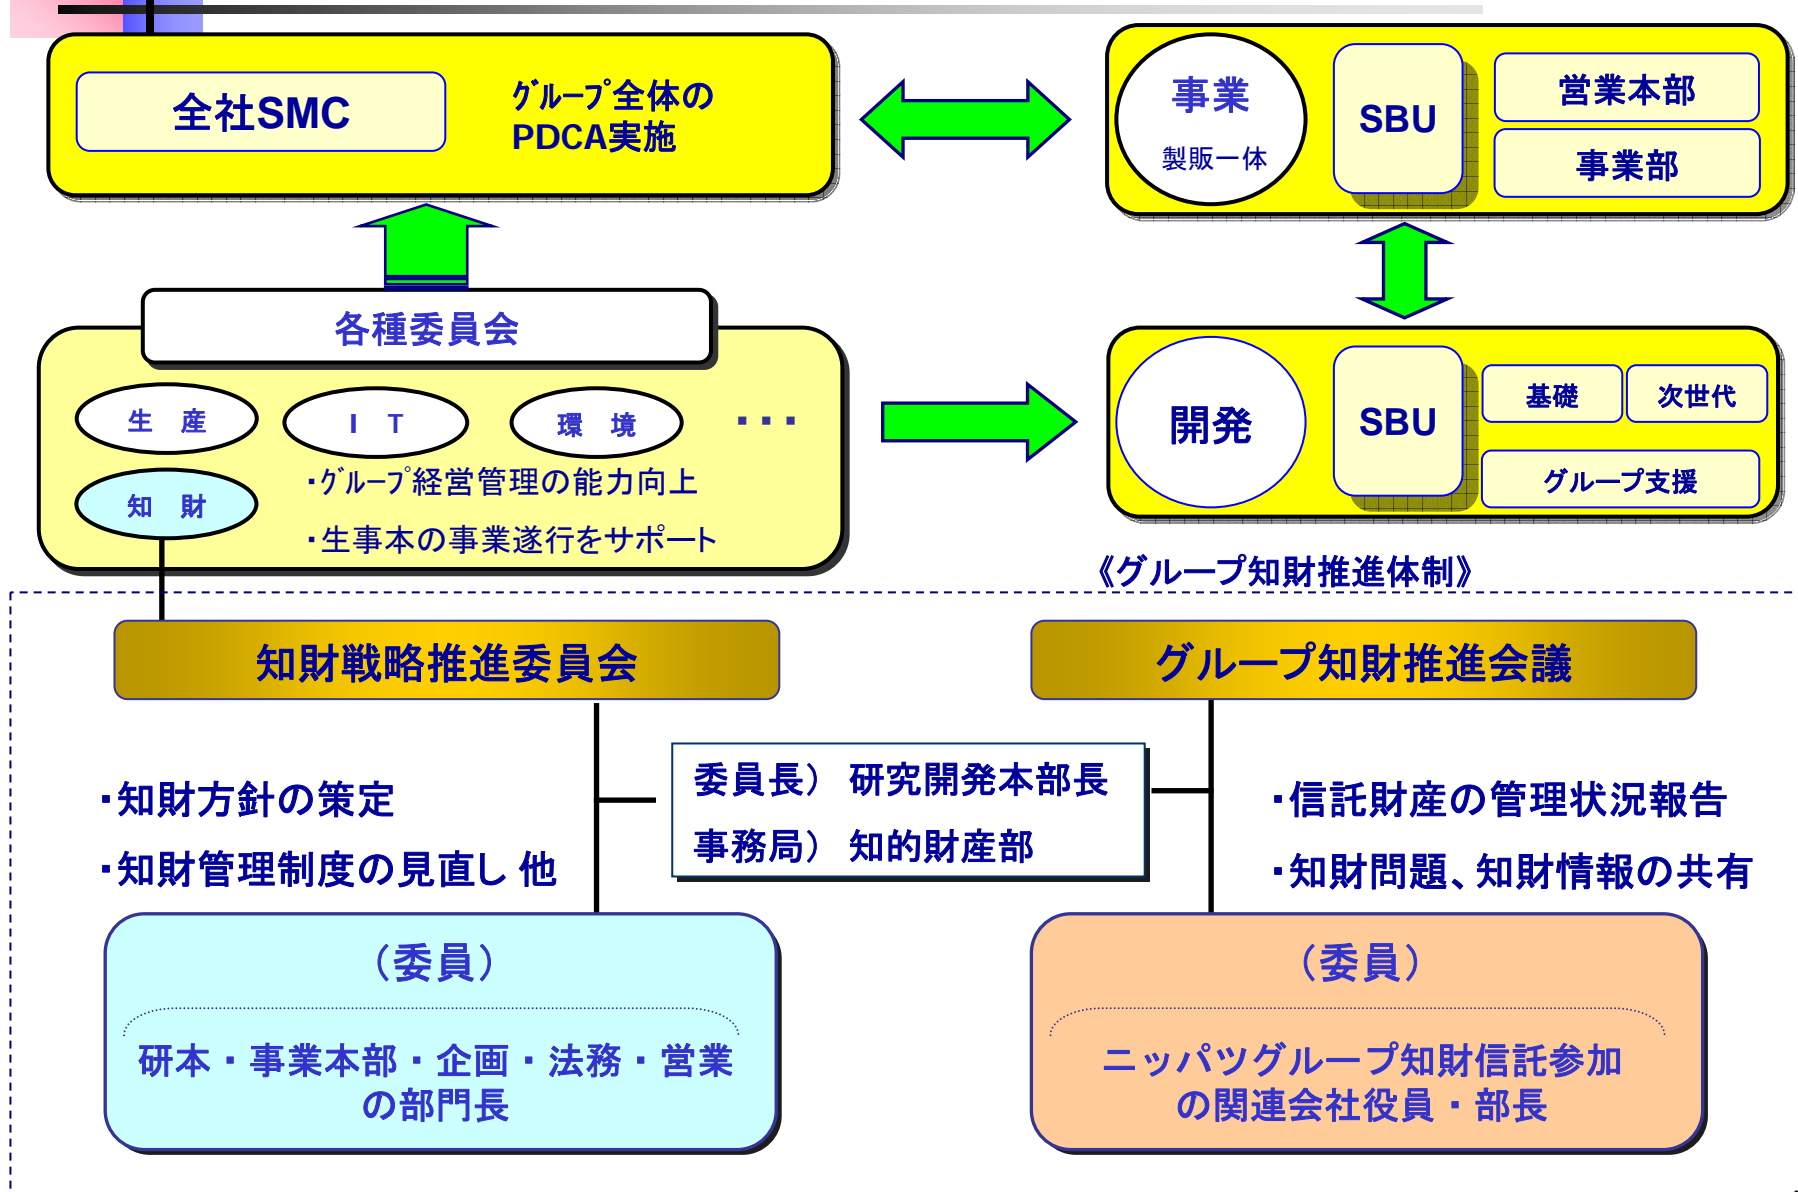 全社SMC
グループ全体の
PDCA実施
事業
製販一体
SBU
営業本部
事業部
各種委員会
生 産
I T
環 境
・・・
知 財
・グループ経営管理の能力向上
・生事本の事業遂行をサポート
開発
SBU
基礎
次世代
グループ支援
《グループ知財推進体制》
知財戦略推進委員会
グループ知財推進会議
・知財方針の策定
・知財管理制度の見直し 他
委員長） 研究開発本部長
事務局） 知的財産部
・信託財産の管理状況報告
・知財問題、知財情報の共有
（委員）
研本・事業本部・企画・法務・営業
の部門長
（委員）
ニッパツグループ知財信託参加
の関連会社役員・部長